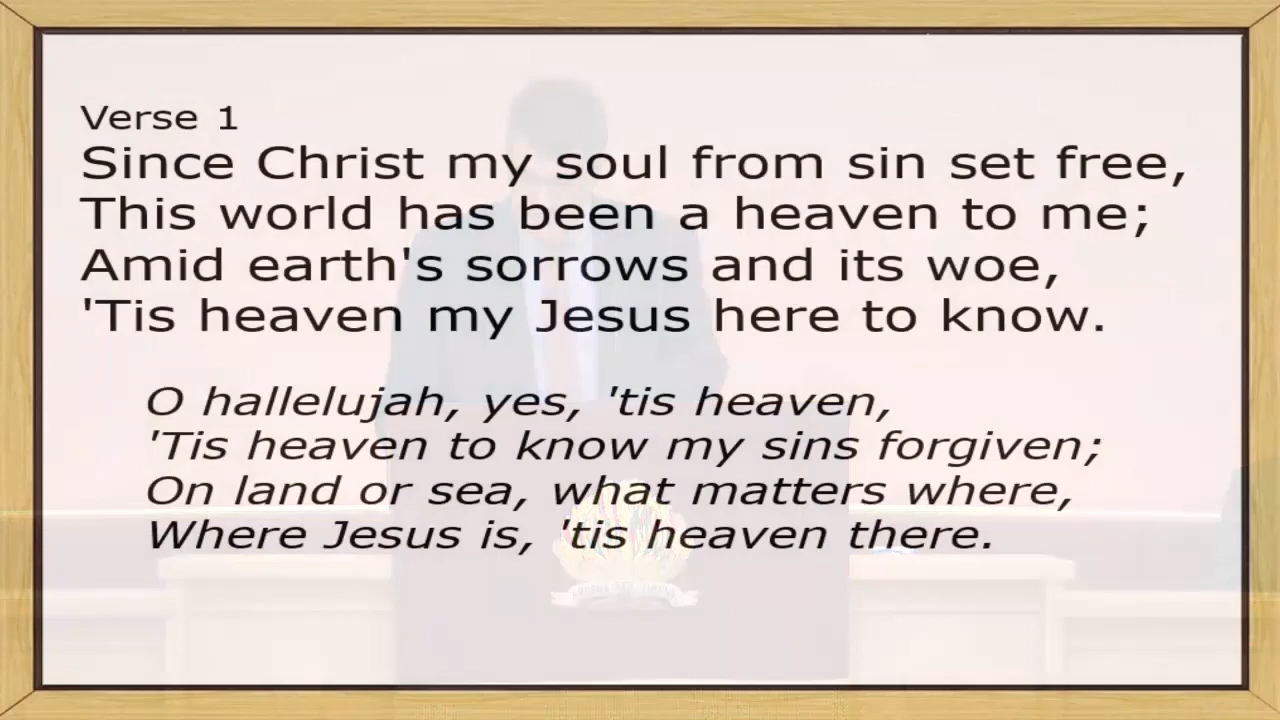 Verse 1
Since Christ my soul from sin set free,
This world has been a heaven to me;
Amid earth's sorrows and its woe,
'Tis heaven my Jesus here to know.
O hallelujah, yes, 'tis heaven,
'Tis heaven to know my sins forgiven;
On land or sea, what matters where,
Where Jesus is, 'tis heaven there.